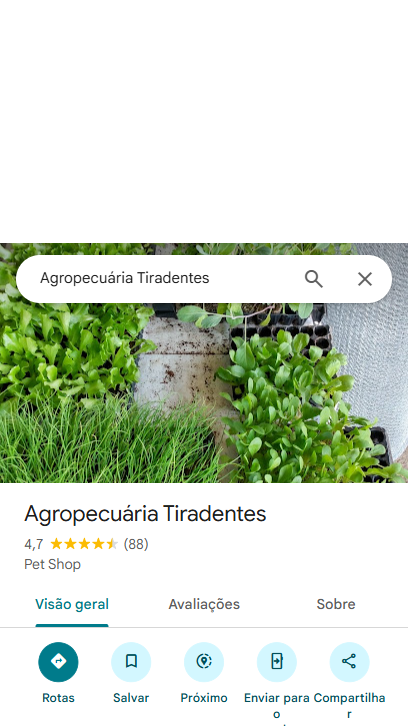 Agropecuária Tiradentes
Agropecuária Tiradentes
4,7 (88)
Pet Shop
Visão geral Avaliações Sobre
Rotas Salvar Próximo Enviar para o Compartilhar